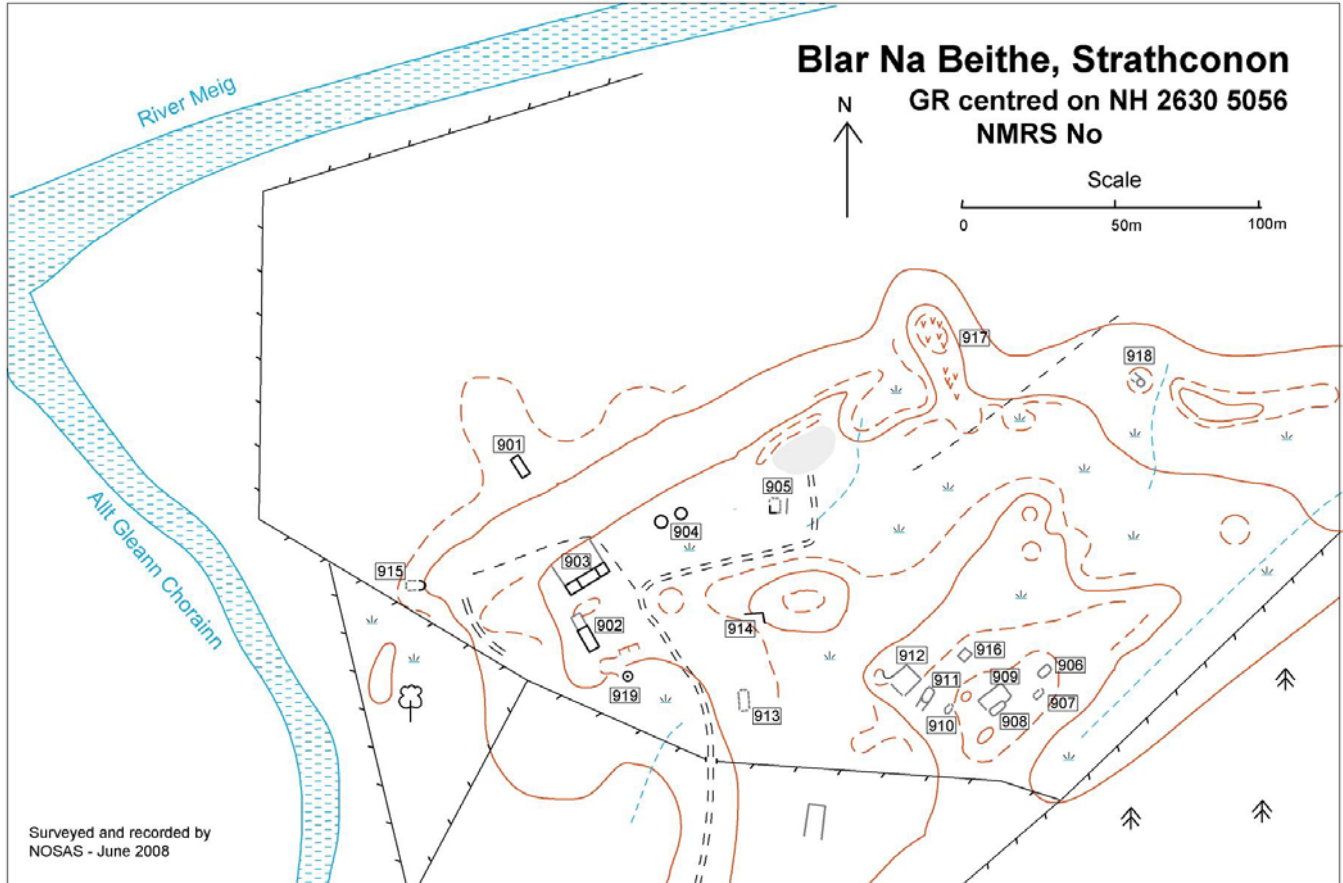 Blar Na Beithe, Strathconon
GR centred on NH 2630 5056
NMRS No
River Meig
N
Scale
0
50m
100m
917
918
901
905
904
903
915
902
914
912
916
906
911
909
919
913
910
908
907
Allt Gleann Chorainn
Surveyed and recorded by
NOSAS - June 2008